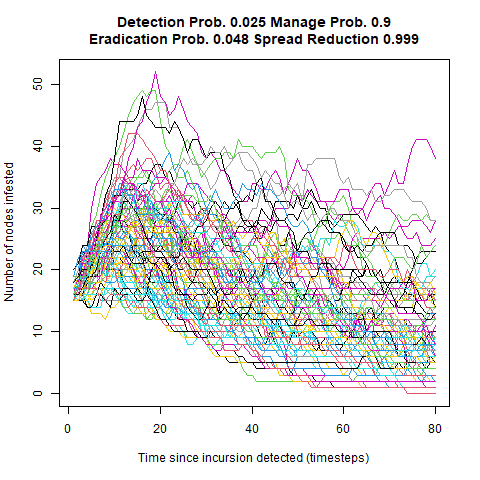 Detection Prob. 0.025 Manage Prob. 0.9
Eradication Prob. 0.048 Spread Reduction 0.999
Number of nodes infested
50
40
30
20
10
0
0 20 40 60 80
Time since incursion detected (timesteps)